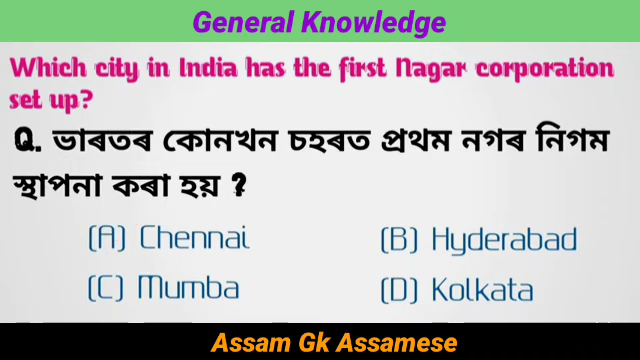 General Knowledge
Which city in India has the first Nagar corporation
set up?
Q. ভাৰতৰ কোনখন চহৰত প্ৰথম নগৰ নিগম
স্থাপনা কৰা হয় ?
(A) Chennai (B) Hyderabad
(C) Mumba (D) Kolkata
Assam Gk Assamese